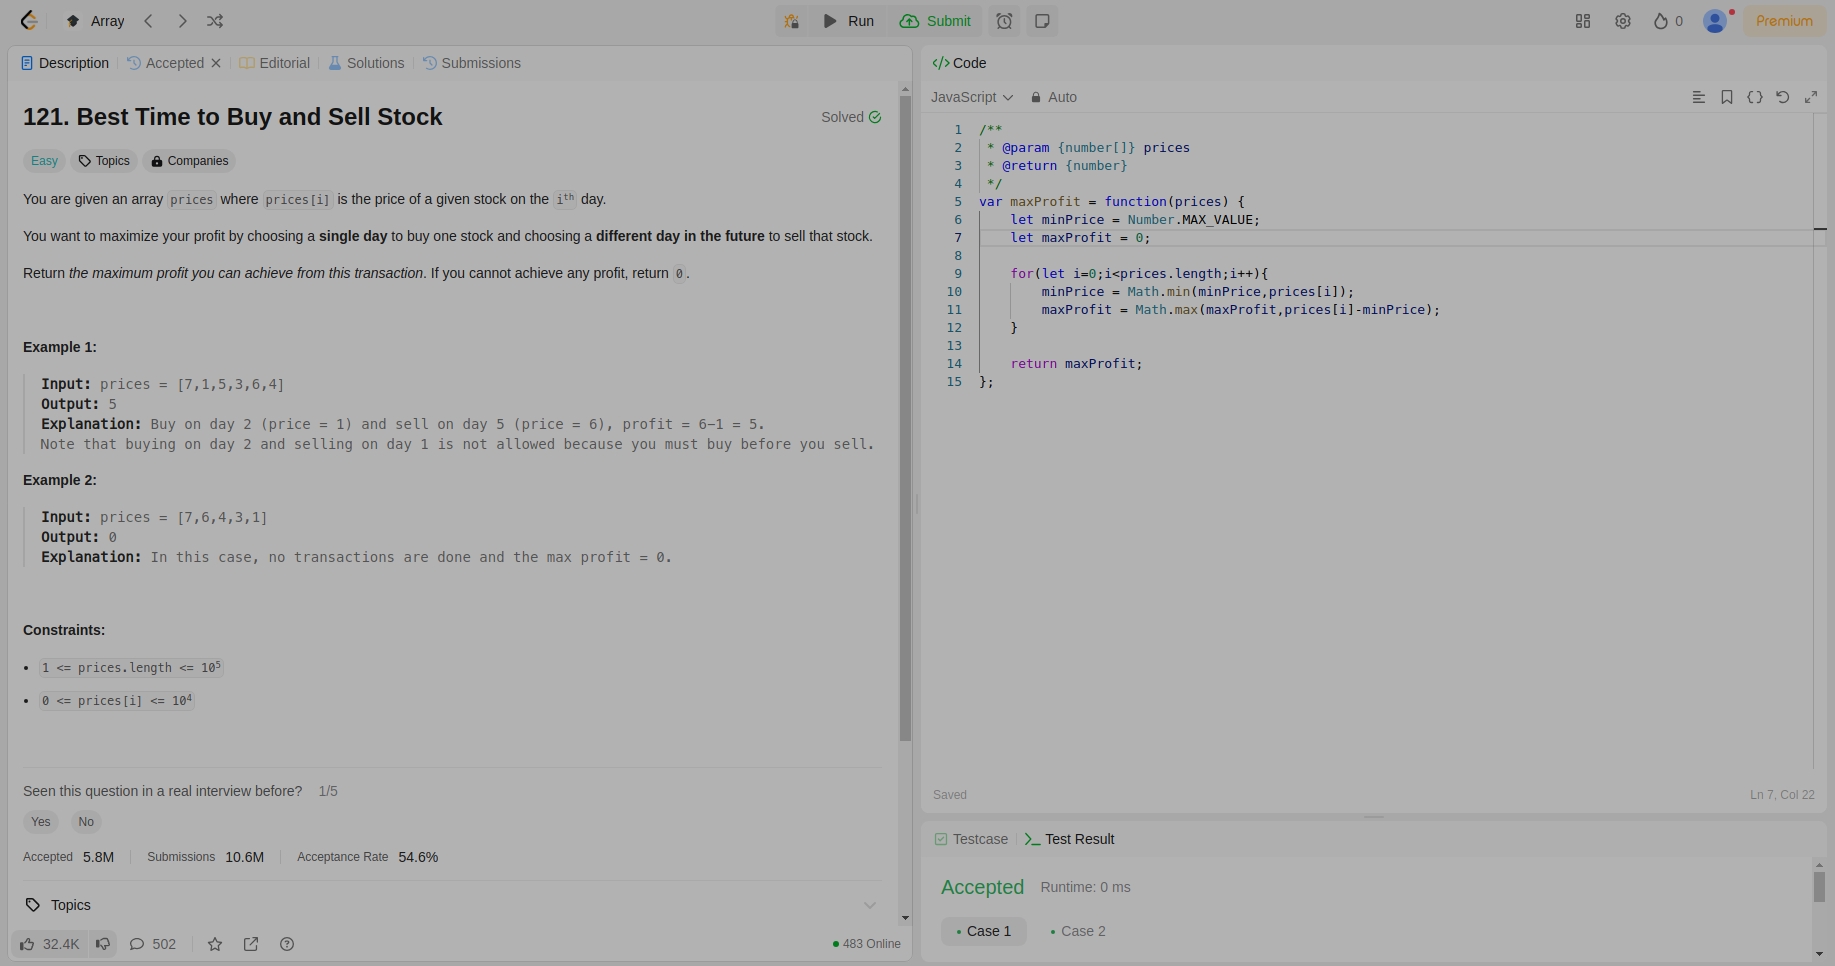 Array
Run
Submit
0
Premium
Description
Accepted
Editorial
Solutions
Submissions
121. Best Time to Buy and Sell Stock
Solved
Easy
Topics
Companies
You are given an array prices where prices[i] is the price of a given stock on the ith day.
You want to maximize your profit by choosing a single day to buy one stock and choosing a different day in the future to sell that stock.
Return the maximum profit you can achieve from this transaction. If you cannot achieve any profit, return 0.
Example 1:
Input: prices = [7,1,5,3,6,4]
Output: 5
Explanation: Buy on day 2 (price = 1) and sell on day 5 (price = 6), profit = 6-1 = 5.
Note that buying on day 2 and selling on day 1 is not allowed because you must buy before you sell.
Example 2:
Input: prices = [7,6,4,3,1]
Output: 0
Explanation: In this case, no transactions are done and the max profit = 0.
Constraints:
• 1 <= prices.length <= 10⁵
• 0 <= prices[i] <= 10⁴
Seen this question in a real interview before? 1/5
Yes
No
Accepted 5.8M
Submissions 10.6M
Acceptance Rate 54.6%
Topics
32.4K
502
483 Online
</> Code
JavaScript
Auto
1 /**
2  * @param {number[]} prices
3  * @return {number}
4  */
5 var maxProfit = function(prices) {
6     let minPrice = Number.MAX_VALUE;
7     let maxProfit = 0;
8
9     for(let i=0;i<prices.length;i++){
10         minPrice = Math.min(minPrice,prices[i]);
11         maxProfit = Math.max(maxProfit,prices[i]-minPrice);
12     }
13
14     return maxProfit;
15 };
Saved
Ln 7, Col 22
Testcase
>_ Test Result
Accepted
Runtime: 0 ms
• Case 1
• Case 2